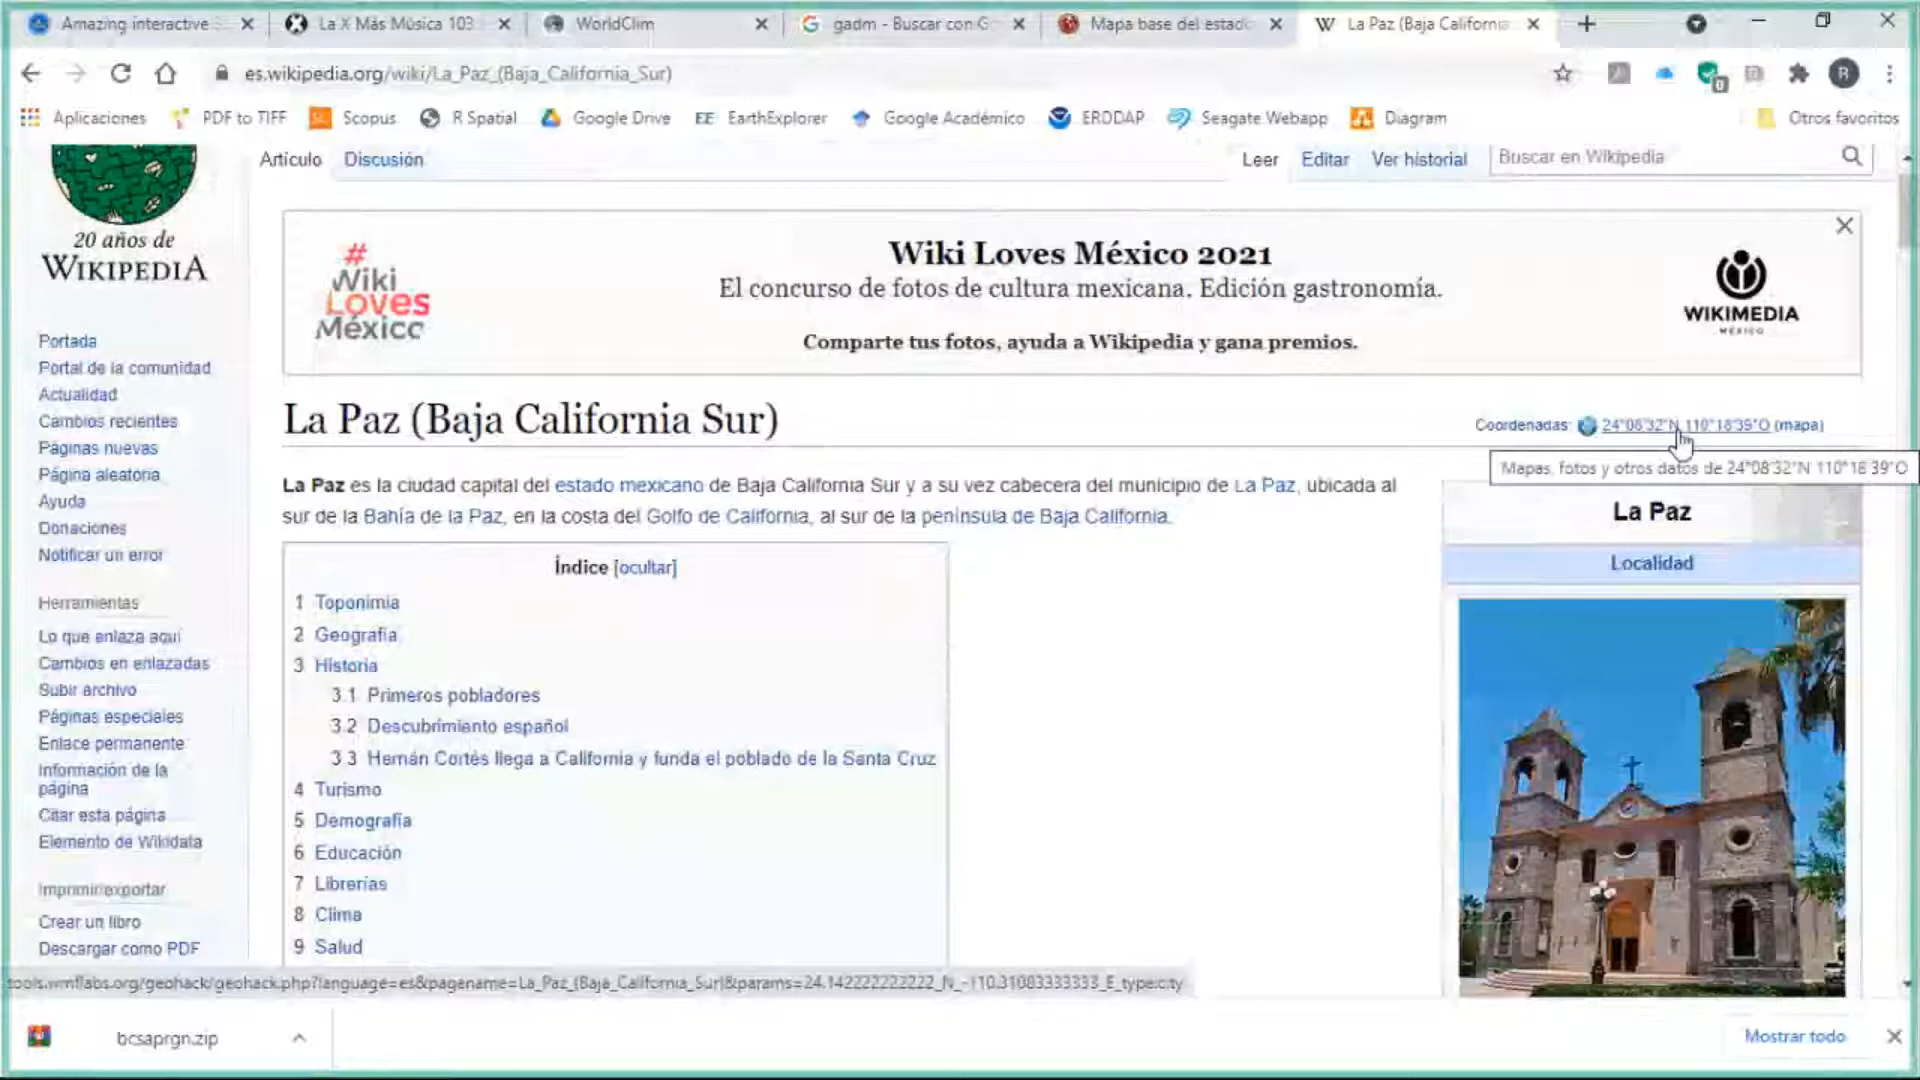 Amazing interactive
La X Más Música 103
WorldClim
gadm - Buscar con G
Mapa base del estado
La Paz (Baja California
es.wikipedia.org/wiki/La_Paz_(Baja_California_Sur)
R
0
Aplicaciones
PDF to TIFF
Scopus
R Spatial
Google Drive
EE EarthExplorer
Google Académico
ERDDAP
Seagate Webapp
Diagram
Otros favoritos
Artículo
Discusión
Leer
Editar
Ver historial
Buscar en Wikipedia
20 años de
WIKIPEDIA
# Wiki
Loves
México
Wiki Loves México 2021
El concurso de fotos de cultura mexicana. Edición gastronomía.
Comparte tus fotos, ayuda a Wikipedia y gana premios.
WIKIMEDIA
MÉXICO
Portada
Portal de la comunidad
Actualidad
Cambios recientes
Páginas nuevas
Página aleatoria
Ayuda
Donaciones
Notificar un error
Herramientas
Lo que enlaza aquí
Cambios en enlazadas
Subir archivo
Páginas especiales
Enlace permanente
Información de la
página
Citar esta página
Elemento de Wikidata
Imprimir/exportar
Crear un libro
Descargar como PDF
La Paz (Baja California Sur)
Coordenadas: 24°08'32"N 110°18'39"O (mapa)
Mapas, fotos y otros datos de 24°08'32"N 110°18'39"O
La Paz es la ciudad capital del estado mexicano de Baja California Sur y a su vez cabecera del municipio de La Paz, ubicada al
sur de la Bahía de la Paz, en la costa del Golfo de California, al sur de la península de Baja California.
Índice [ocultar]
1 Toponimia
2 Geografía
3 Historia
3.1 Primeros pobladores
3.2 Descubrimiento español
3.3 Hernán Cortés llega a California y funda el poblado de la Santa Cruz
4 Turismo
5 Demografía
6 Educación
7 Librerías
8 Clima
9 Salud
La Paz
Localidad
tools.wmflabs.org/geohack/geohack.php?language=es&pagename=La_Paz_(Baja_California_Sur)&params=24.142222222222_N_-110.31083333333_E_type:city
bcsaprgn.zip
Mostrar todo